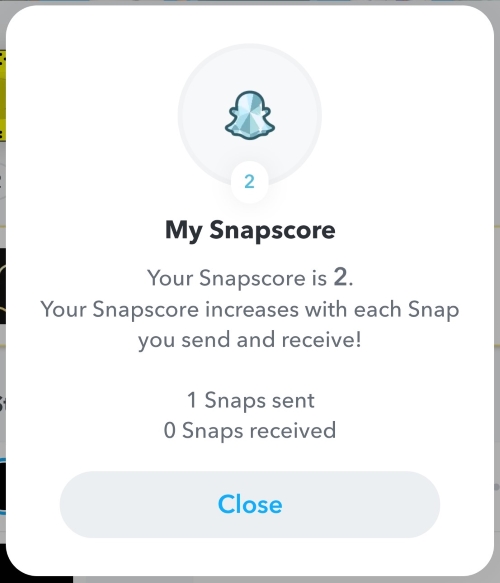 2
My Snapscore
Your Snapscore is 2.
Your Snapscore increases with each Snap
you send and receive!
1 Snaps sent
0 Snaps received
Close